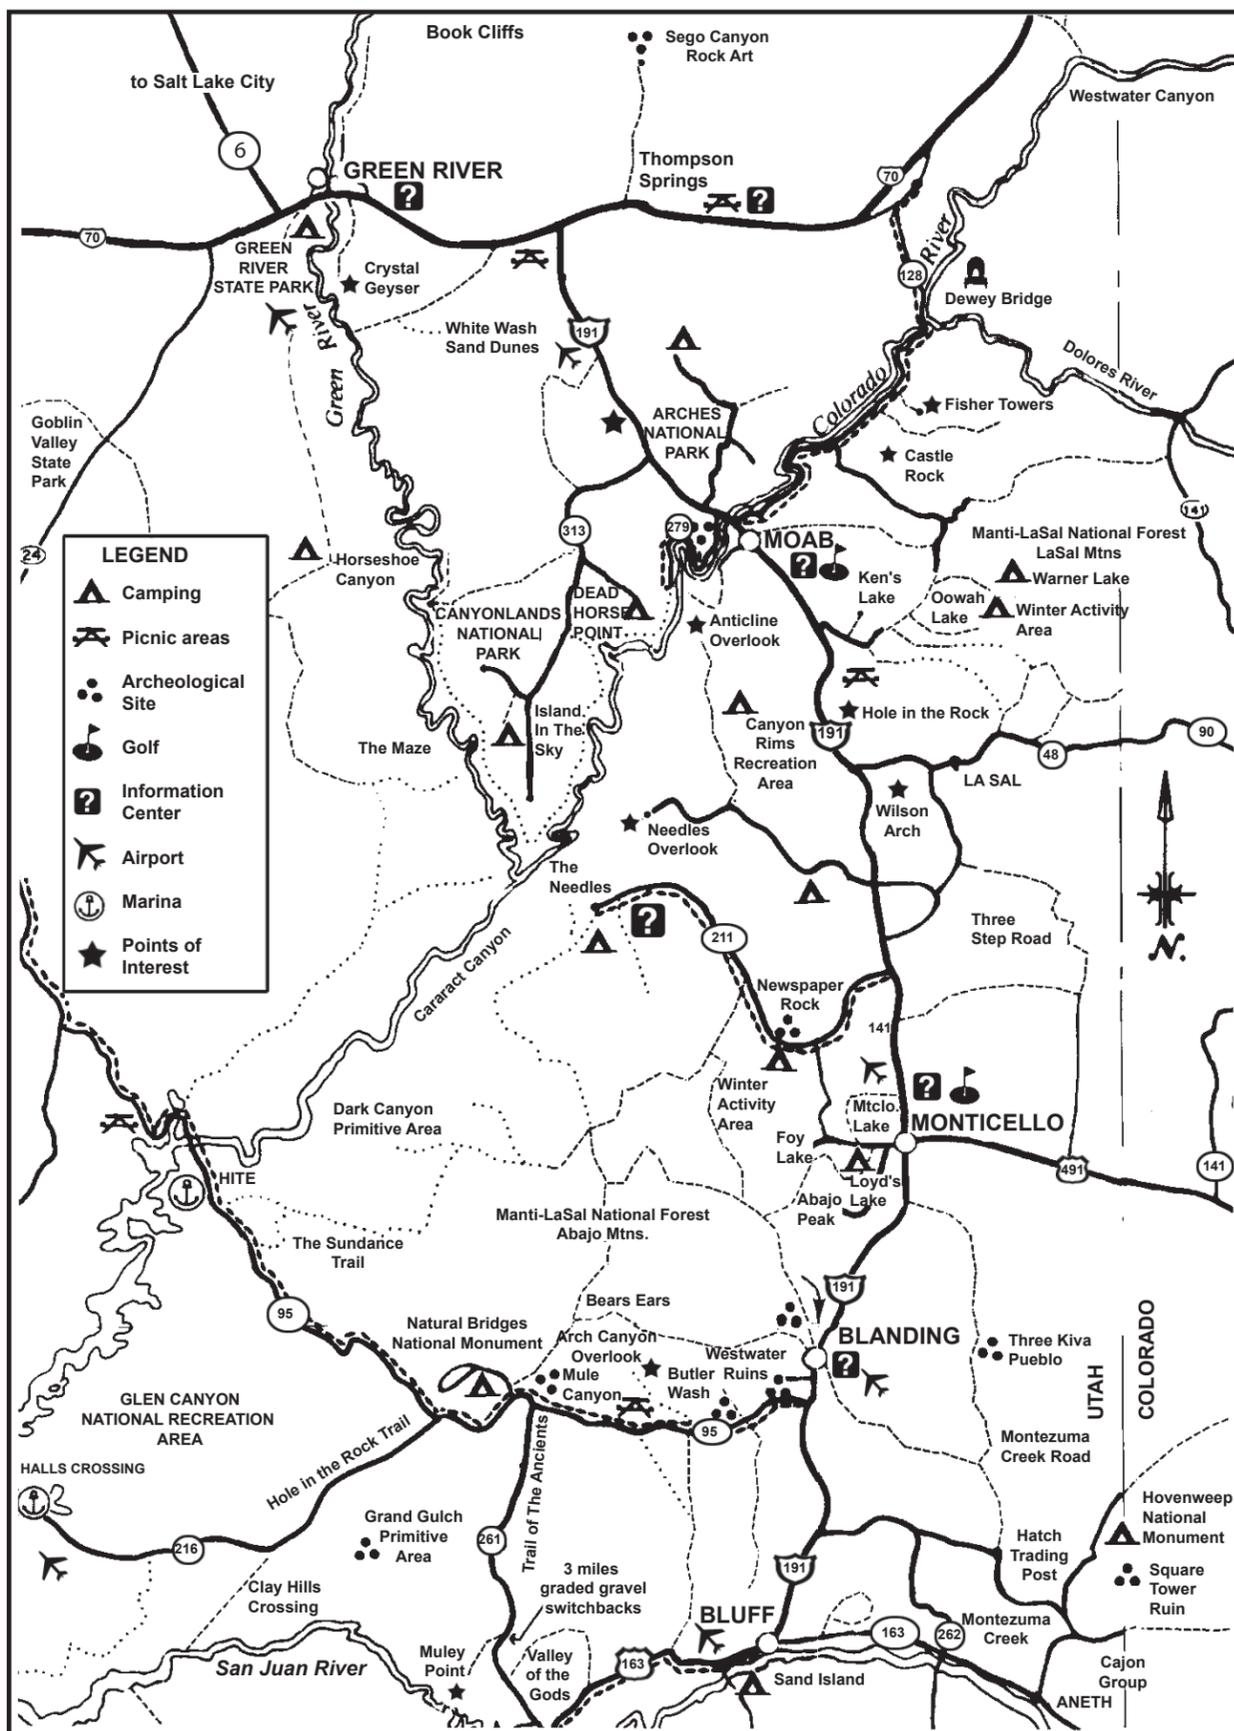 Book Cliffs
Sego Canyon
Rock Art
to Salt Lake City
Westwater Canyon
6
GREEN RIVER
?
Thompson
Springs
?
70
70
GREEN
RIVER
STATE PARK
Crystal
Geyser
River
128
Dewey Bridge
White Wash
Sand Dunes
191
Green River
Dolores River
Colorado
Goblin
Valley
State
Park
ARCHES
NATIONAL
PARK
Fisher Towers
Castle
Rock
24
313
279
MOAB
?
141
Manti-LaSal National Forest
LaSal Mtns
Warner Lake
Horseshoe
Canyon
Ken's
Lake
Oowah
Lake
Winter Activity
Area
CANYONLANDS
NATIONAL
PARK
DEAD
HORSE
POINT
Anticline
Overlook
LEGEND
Camping
Picnic areas
Archeological
Site
Golf
?
Information
Center
Airport
Marina
Points of
Interest
The Maze
Island
In The
Sky
Canyon
Rims
Recreation
Area
Hole in the Rock
191
90
48
LA SAL
Wilson
Arch
Needles
Overlook
The
Needles
?
211
Three
Step Road
N.
Cararact Canyon
Newspaper
Rock
141
Winter
Activity
Area
?
Mtclo.
Lake
MONTICELLO
Foy
Lake
Loyd's
Lake
Abajo
Peak
491
141
Dark Canyon
Primitive Area
HITE
The Sundance
Trail
Manti-LaSal National Forest
Abajo Mtns.
191
95
Bears Ears
Natural Bridges
National Monument
Arch Canyon
Overlook
Mule
Canyon
Butler
Wash
Westwater
Ruins
BLANDING
?
Three Kiva
Pueblo
UTAH
COLORADO
95
GLEN CANYON
NATIONAL RECREATION
AREA
HALLS CROSSING
Hole in the Rock Trail
Trail of The Ancients
Montezuma
Creek Road
216
Grand Gulch
Primitive
Area
261
3 miles
graded gravel
switchbacks
191
Hatch
Trading
Post
Hovenweep
National
Monument
Square
Tower
Ruin
Clay Hills
Crossing
San Juan River
Muley
Point
Valley
of the
Gods
163
BLUFF
163
262
Montezuma
Creek
Sand Island
Cajon
Group
ANETH